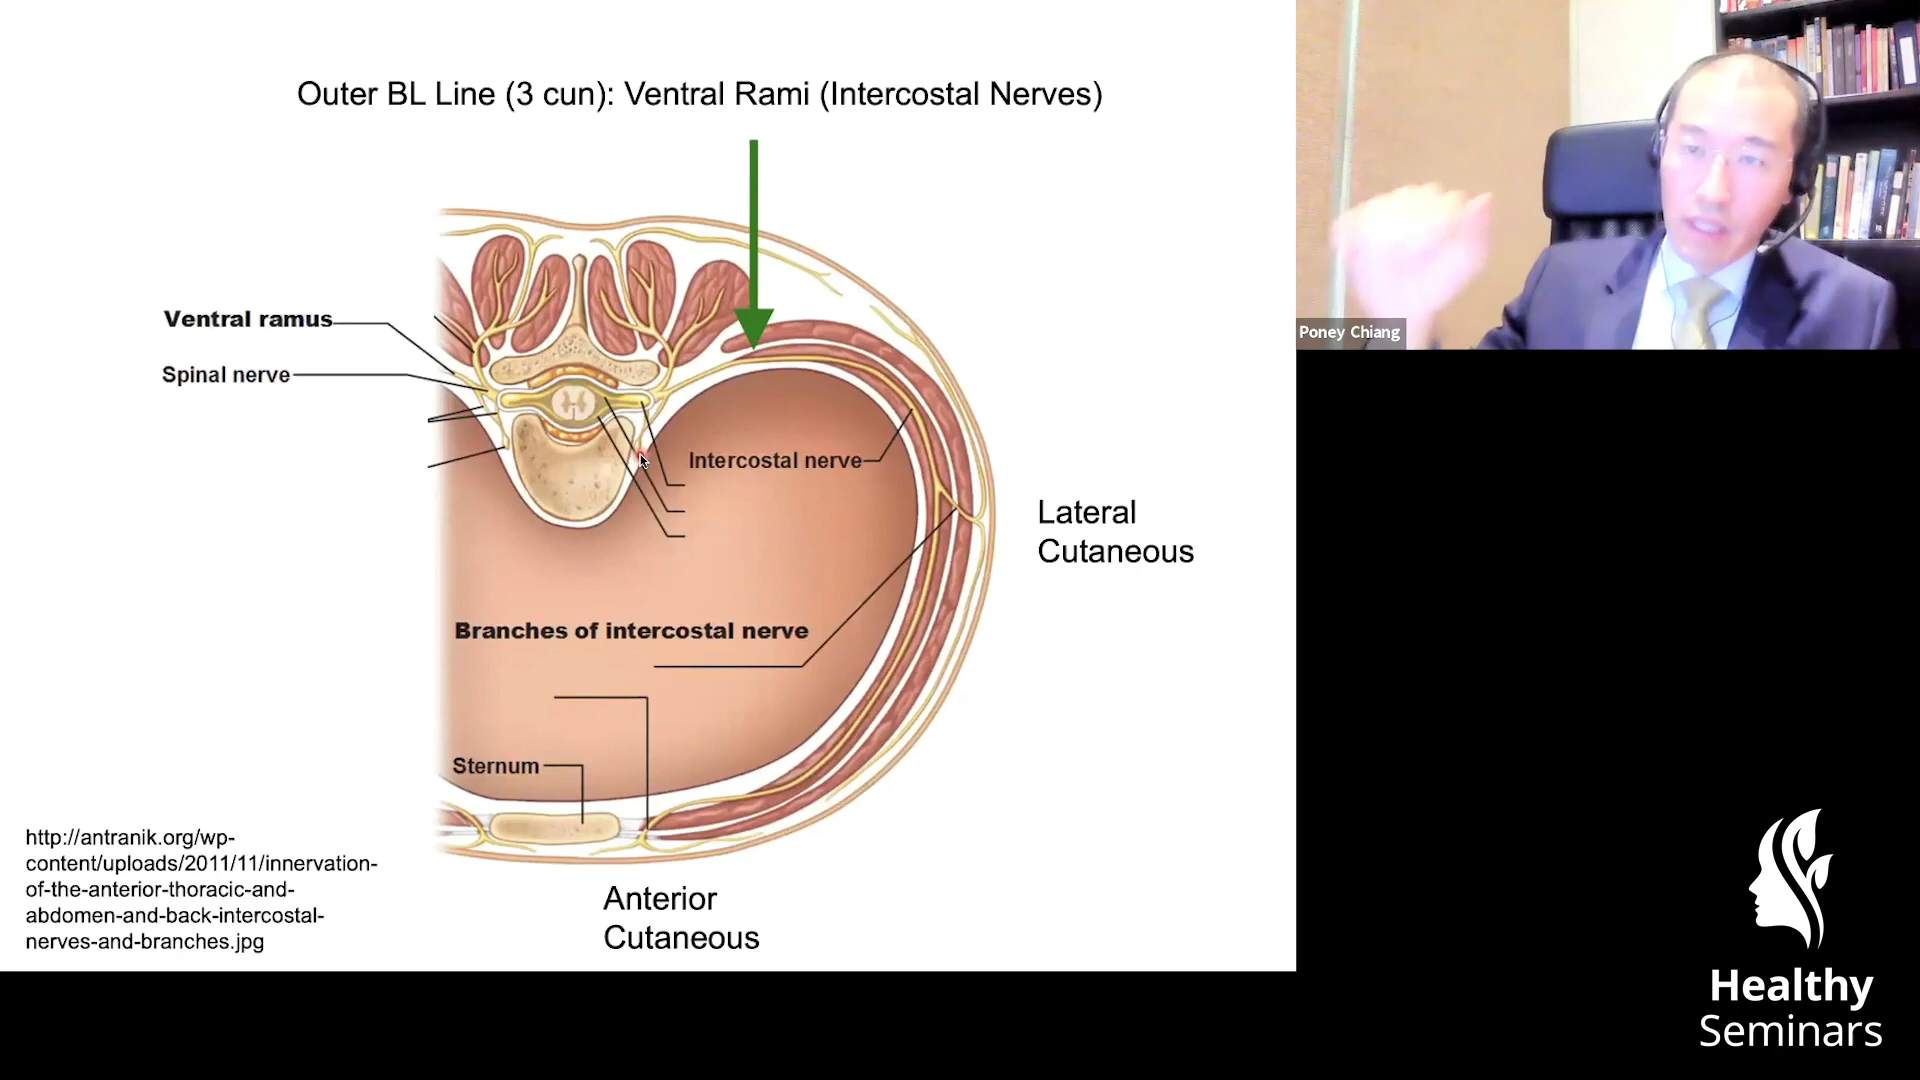 Outer BL Line (3 cun): Ventral Rami (Intercostal Nerves)
Ventral ramus
Spinal nerve
Intercostal nerve
Lateral
Cutaneous
Branches of intercostal nerve
Sternum
http://antranik.org/wp-
content/uploads/2011/11/innervation-
of-the-anterior-thoracic-and-
abdomen-and-back-intercostal-
nerves-and-branches.jpg
Anterior
Cutaneous
Poney Chiang
Healthy
Seminars